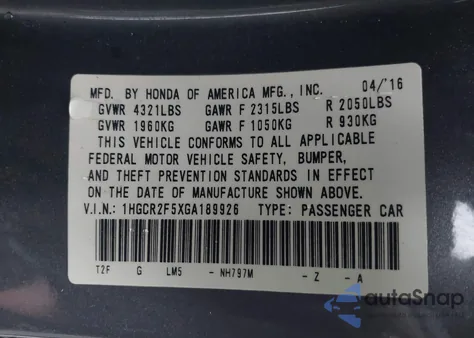 MFD. BY HONDA OF AMERICA MFG., INC. 04/'16
GVWR 4321LBS GAWR F 2315LBS R 2050LBS
GVWR 1960KG GAWR F 1050KG R 930KG
THIS VEHICLE CONFORMS TO ALL APPLICABLE
FEDERAL MOTOR VEHICLE SAFETY, BUMPER,
AND THEFT PREVENTION STANDARDS IN EFFECT
ON THE DATE OF MANUFACTURE SHOWN ABOVE.
V.I.N.: 1HGCR2F5XGA189926 TYPE: PASSENGER CAR
T2F G LM5 -NH797M -Z -A
autoSnap